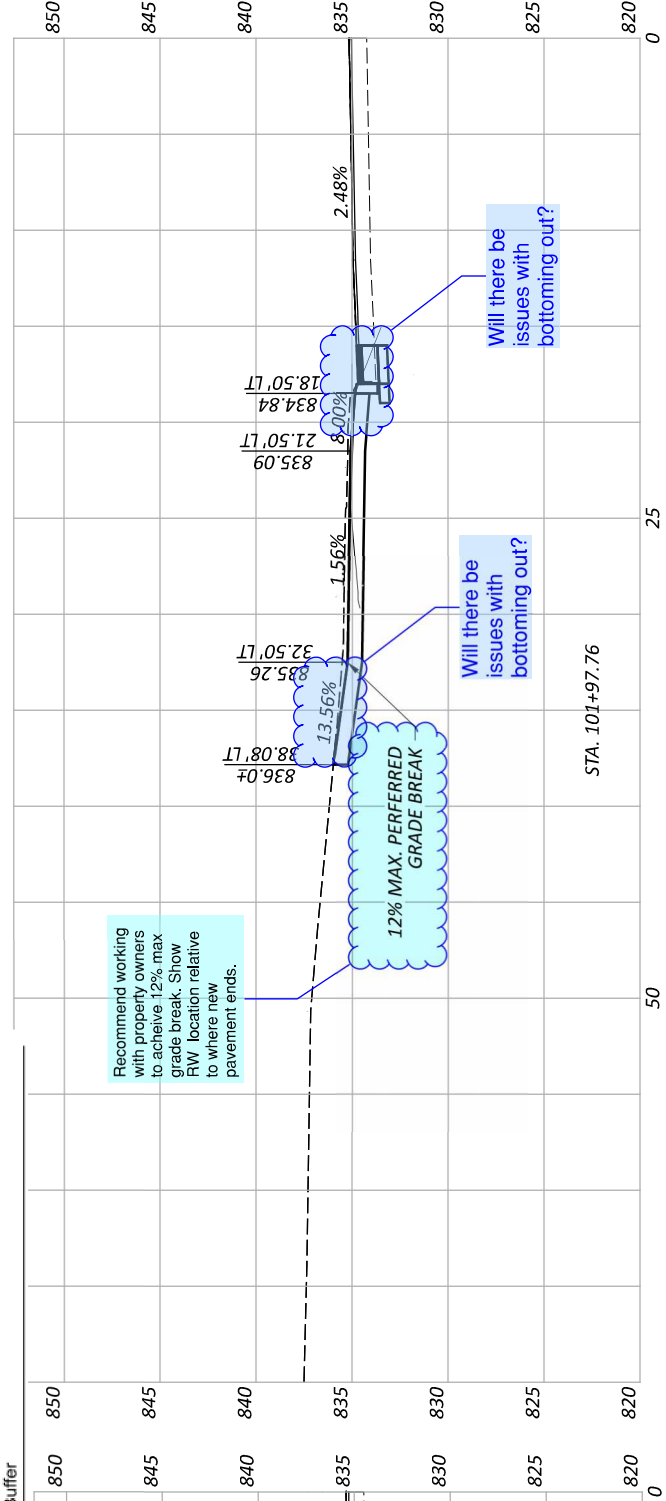 850
845
840
835
830
825
820
0
2.48%
Will there be
issues with
bottoming out?
18.50' LT
834.84
8.00%
21.50' LT
835.09
25
1.56%
Will there be
issues with
bottoming out?
32.50' LT
835.26
13.56%
38.08' LT
836.0±
STA. 101+97.76
12% MAX. PERFERRED
GRADE BREAK
Recommend working
with property owners
to acheive 12% max
grade break. Show
RW location relative
to where new
pavement ends.
50
850
845
840
835
830
825
820
850
845
840
835
830
825
820
0